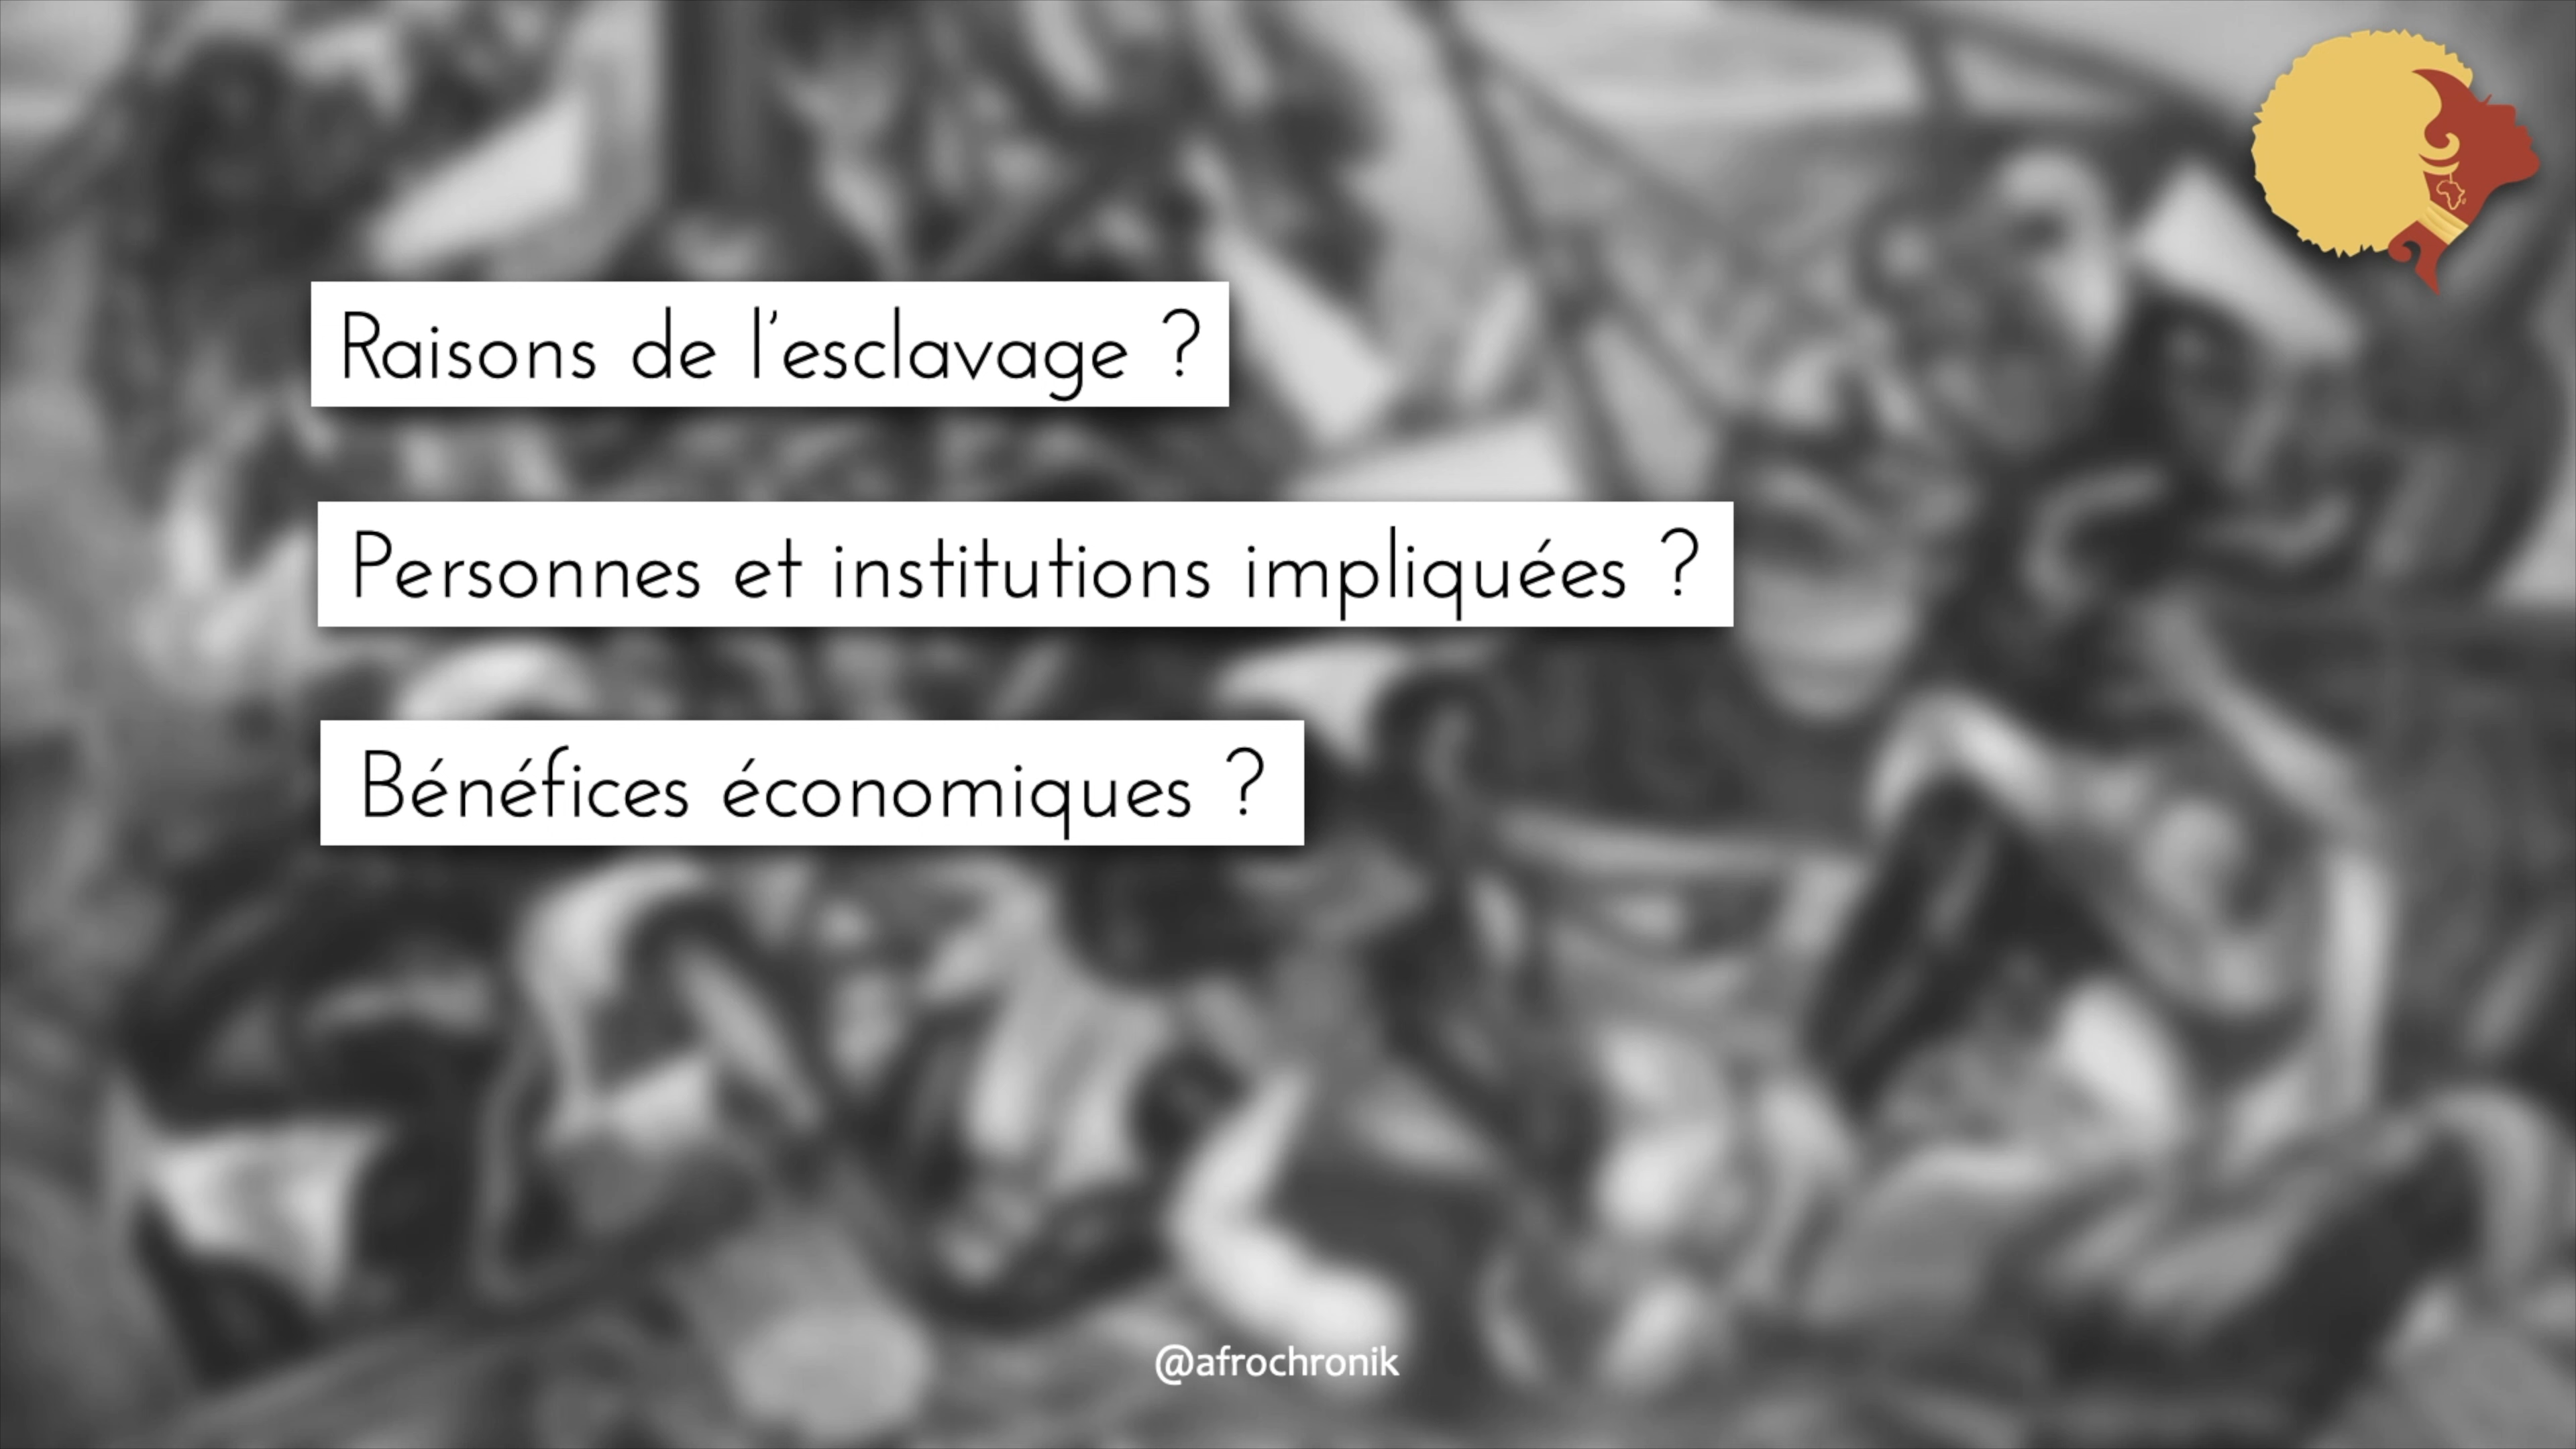 Raisons de l’esclavage ?
Personnes et institutions impliquées ?
Bénéfices économiques ?
@afrochronik